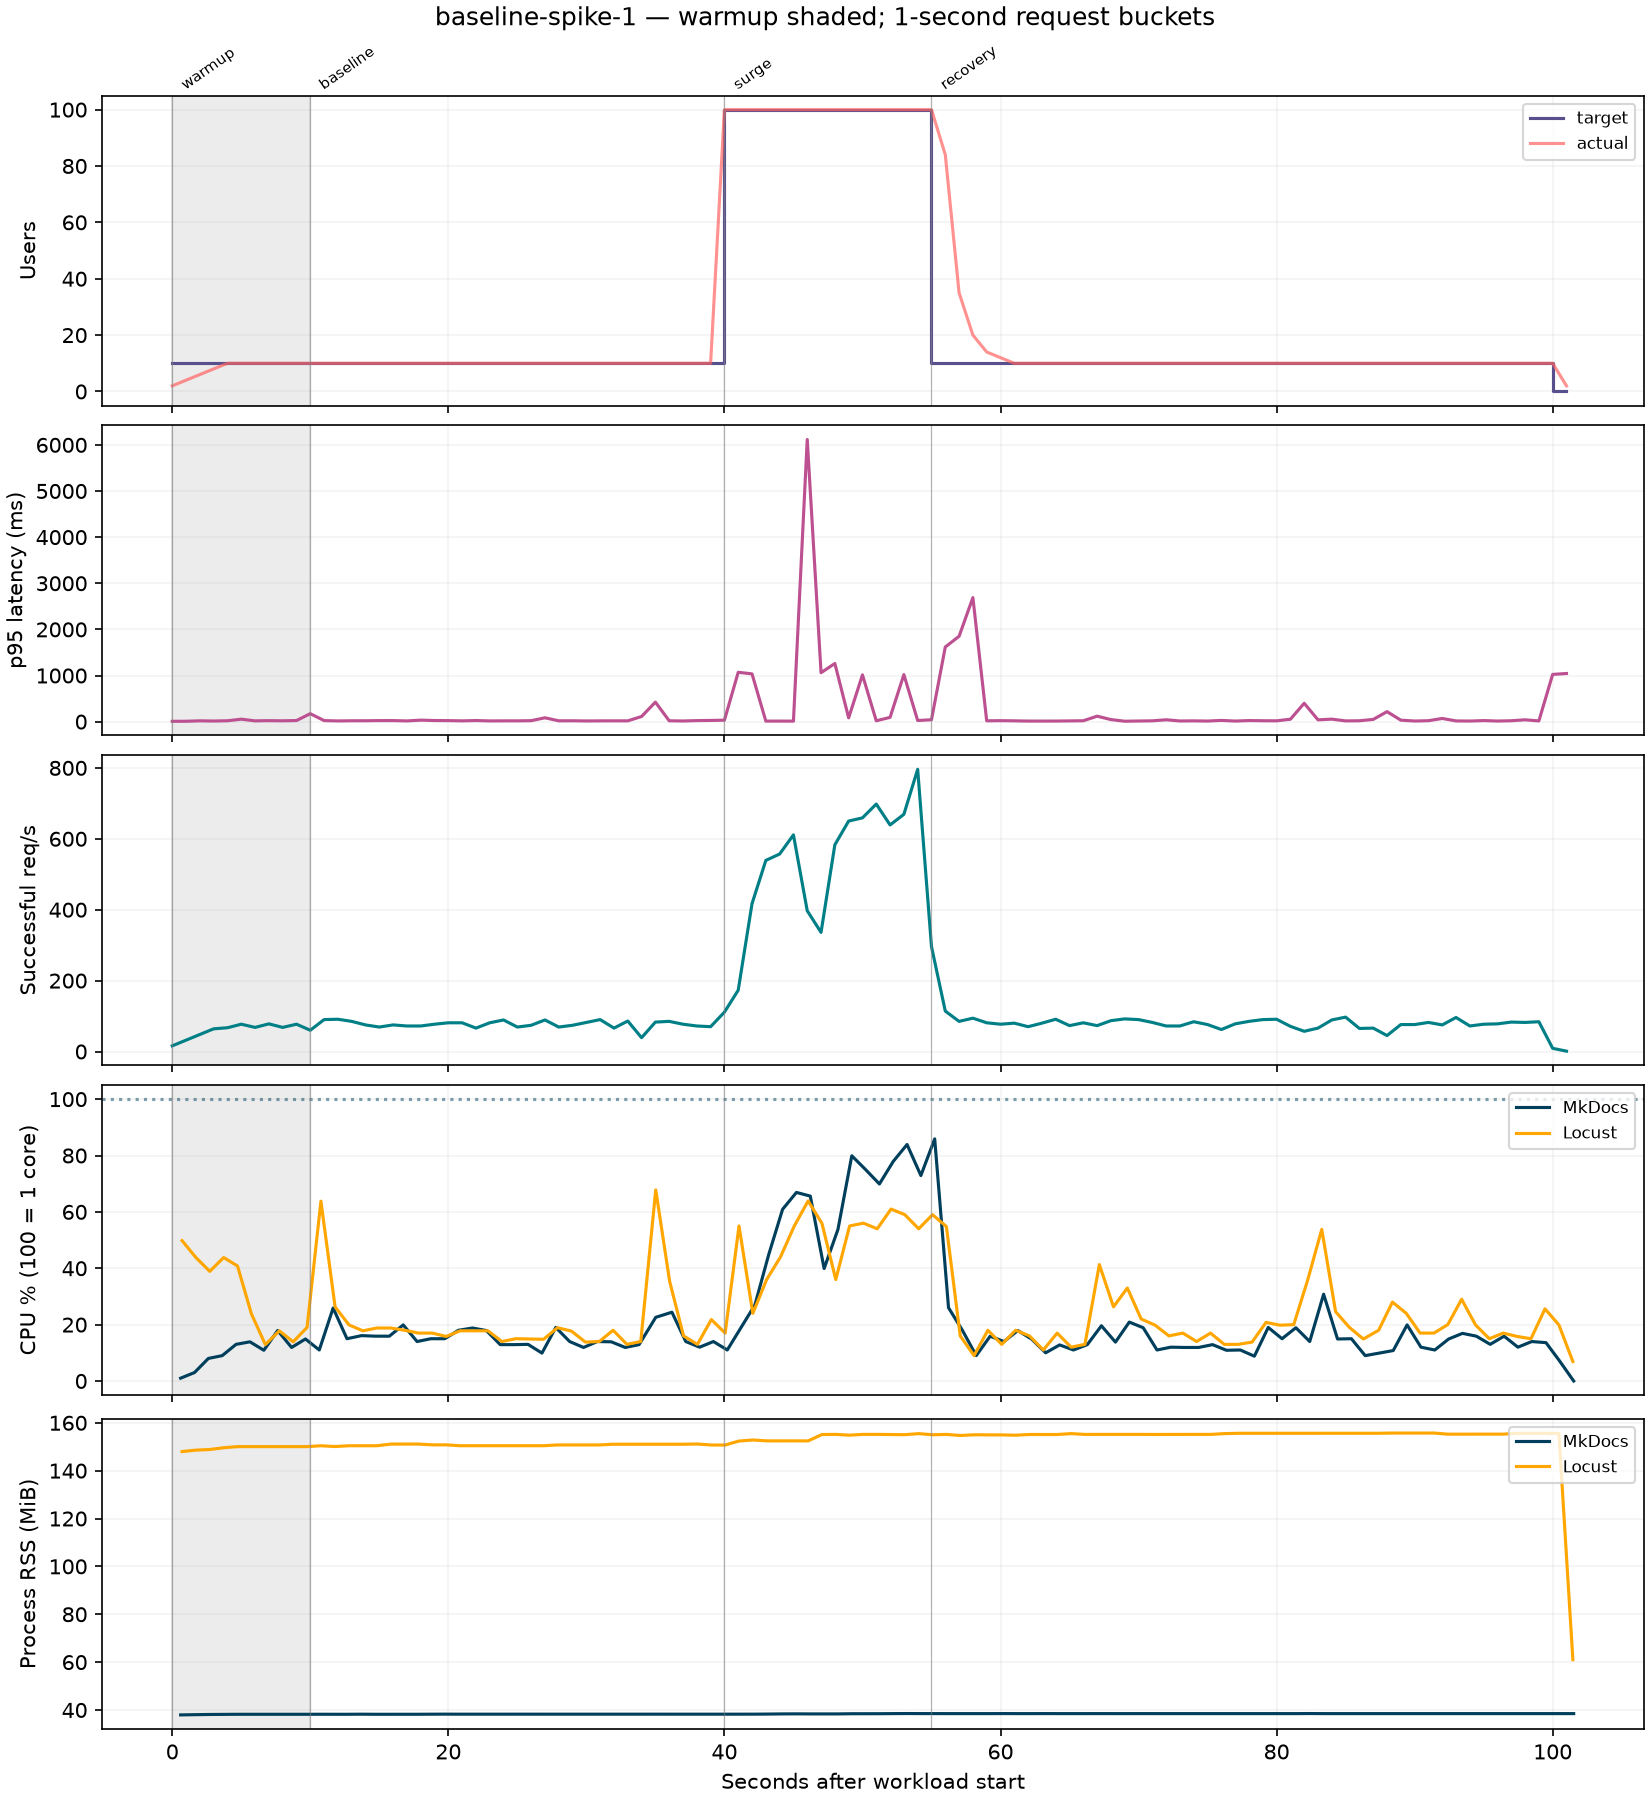 baseline-spike-1 — warmup shaded; 1-second request buckets
warmup
baseline
surge
recovery
100
80
60
40
20
0
Users
target
actual
6000
5000
4000
3000
2000
1000
0
p95 latency (ms)
800
600
400
200
0
Successful req/s
100
80
60
40
20
0
CPU % (100 = 1 core)
MkDocs
Locust
160
140
120
100
80
60
40
Process RSS (MiB)
MkDocs
Locust
0
20
40
60
80
100
Seconds after workload start